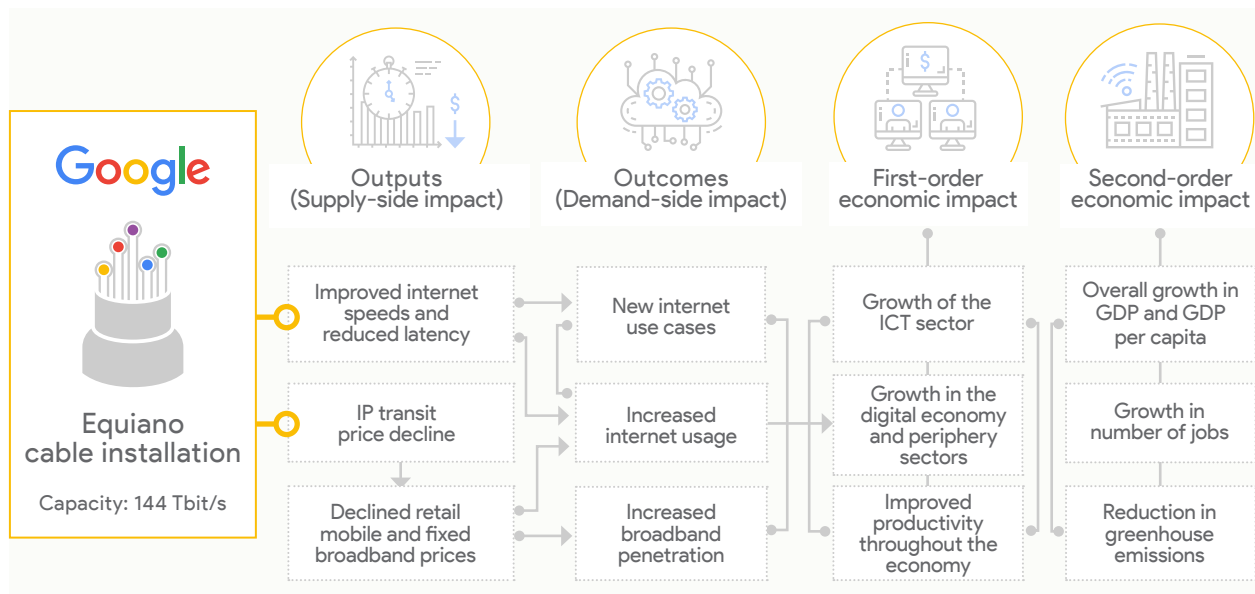 Google
Equiano
cable installation
Capacity: 144 Tbit/s
$
Outputs
(Supply-side impact)
Improved internet
speeds and
reduced latency
IP transit
price decline
Declined retail
mobile and fixed
broadband prices
Outcomes
(Demand-side impact)
New internet
use cases
Increased
internet usage
Increased
broadband
penetration
$
First-order
economic impact
Growth of the
ICT sector
Growth in the
digital economy
and periphery
sectors
Improved
productivity
throughout the
economy
Second-order
economic impact
Overall growth in
GDP and GDP
per capita
Growth in
number of jobs
Reduction in
greenhouse
emissions